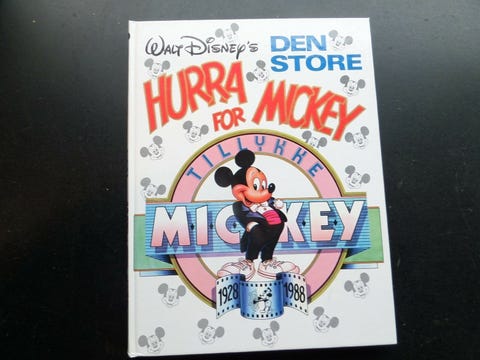 WALT DISNEY'S
DEN
STORE
HURRA
FOR MICKEY
TILLYKKE
MICKEY
1928 1988